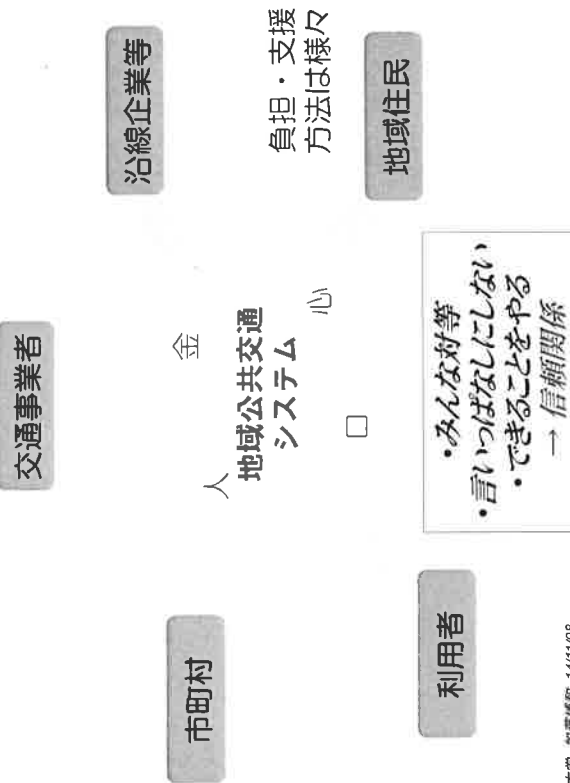 交通事業者
沿線企業等
市町村
人
金
地域公共交通
システム
口
心
負担・支援
方法は様々
利用者
地域住民
・みんな対等
・言いっぱなしにしない
・できることをやる
→ 信頼関係
14/11/08